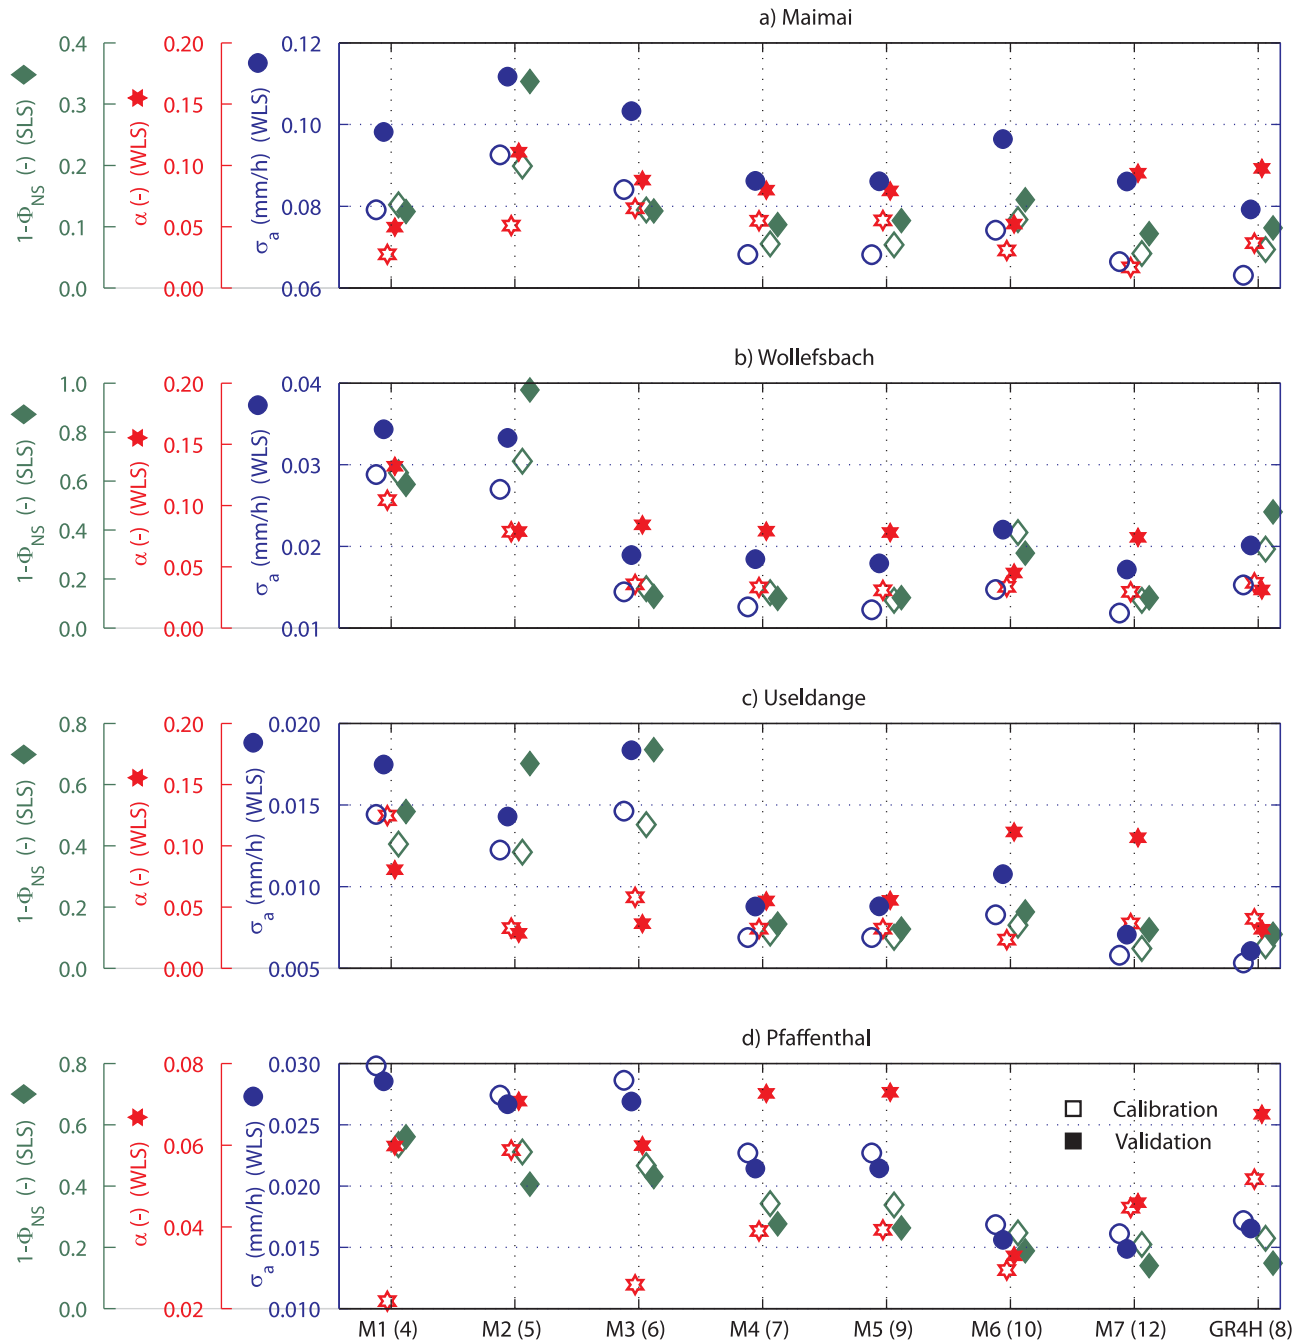 a) Maimai
0.4 0.20 0.12
0.3 0.15 0.10
0.2 0.10
0.1 0.05 0.08
0.0 0.00 0.06
1-Φ_NS (-) (SLS)
α (-) (WLS)
σ_a (mm/h) (WLS)
b) Wollefsbach
1.0 0.20 0.04
0.8 0.15 0.03
0.6 0.10
0.4 0.02
0.2 0.05
0.0 0.00 0.01
1-Φ_NS (-) (SLS)
α (-) (WLS)
σ_a (mm/h) (WLS)
c) Useldange
0.8 0.20 0.020
0.6 0.15 0.015
0.4 0.10 0.010
0.2 0.05
0.0 0.00 0.005
1-Φ_NS (-) (SLS)
α (-) (WLS)
σ_a (mm/h) (WLS)
d) Pfaffenthal
0.8 0.08 0.030
0.6 0.06 0.025
0.4 0.020
0.2 0.04 0.015
0.0 0.02 0.010
1-Φ_NS (-) (SLS)
α (-) (WLS)
σ_a (mm/h) (WLS)
Calibration
Validation
M1 (4) M2 (5) M3 (6) M4 (7) M5 (9) M6 (10) M7 (12) GR4H (8)